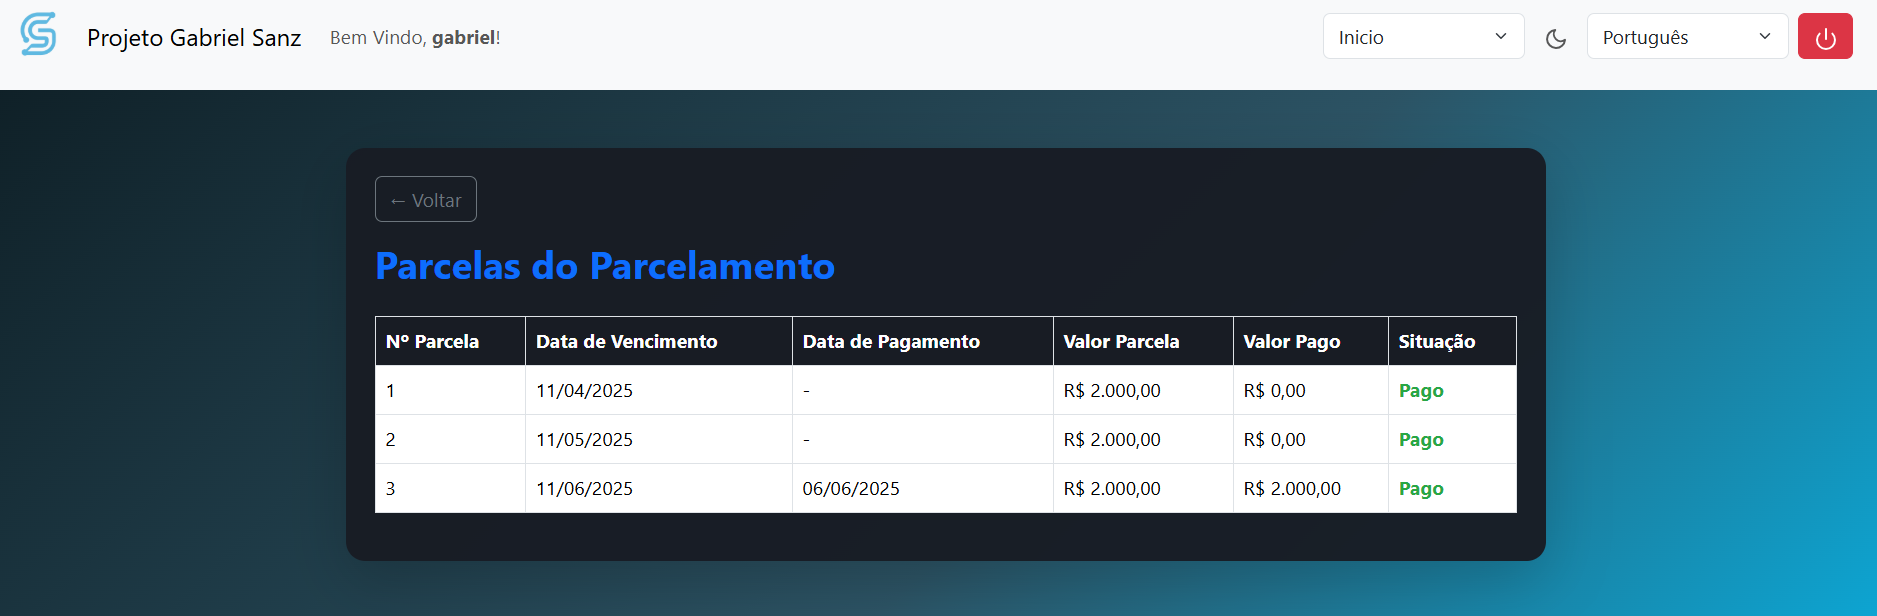 Projeto Gabriel Sanz
Bem Vindo, gabriel!
Inicio
Português
← Voltar
Parcelas do Parcelamento
Nº Parcela Data de Vencimento Data de Pagamento Valor Parcela Valor Pago Situação
1 11/04/2025 - R$ 2.000,00 R$ 0,00 Pago
2 11/05/2025 - R$ 2.000,00 R$ 0,00 Pago
3 11/06/2025 06/06/2025 R$ 2.000,00 R$ 2.000,00 Pago